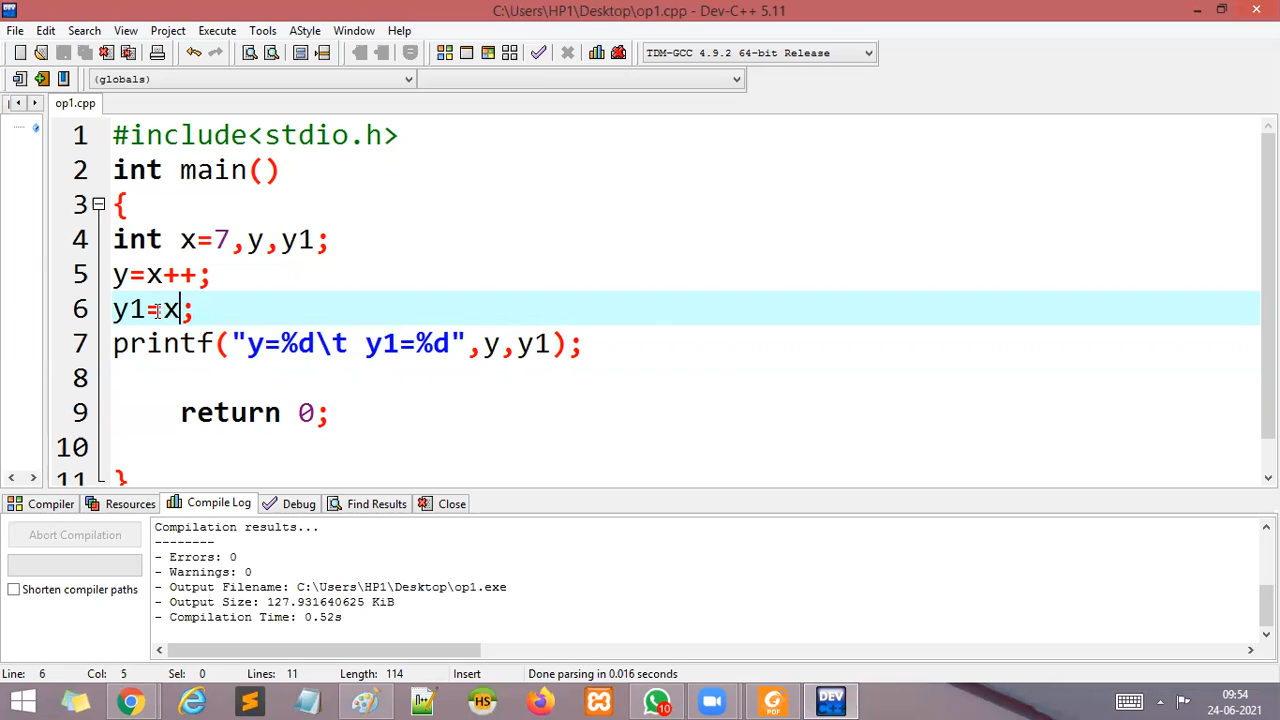 C:\Users\HP1\Desktop\op1.cpp - Dev-C++ 5.11
File Edit Search View Project Execute Tools AStyle Window Help
TDM-GCC 4.9.2 64-bit Release
(globals)
op1.cpp
1 #include<stdio.h>
2 int main()
3 {
4 int x=7,y,y1;
5 y=x++;
6 y1=x;
7 printf("y=%d\t y1=%d",y,y1);
8
9 return 0;
10
11 }
Compiler Resources Compile Log Debug Find Results Close
Abort Compilation
Shorten compiler paths
Compilation results...
--------
- Errors: 0
- Warnings: 0
- Output Filename: C:\Users\HP1\Desktop\op1.exe
- Output Size: 127.931640625 KiB
- Compilation Time: 0.52s
Line: 6 Col: 5 Sel: 0 Lines: 11 Length: 114 Insert Done parsing in 0.016 seconds
HS
10
PDF
DEV
C++
09:54
24-06-2021